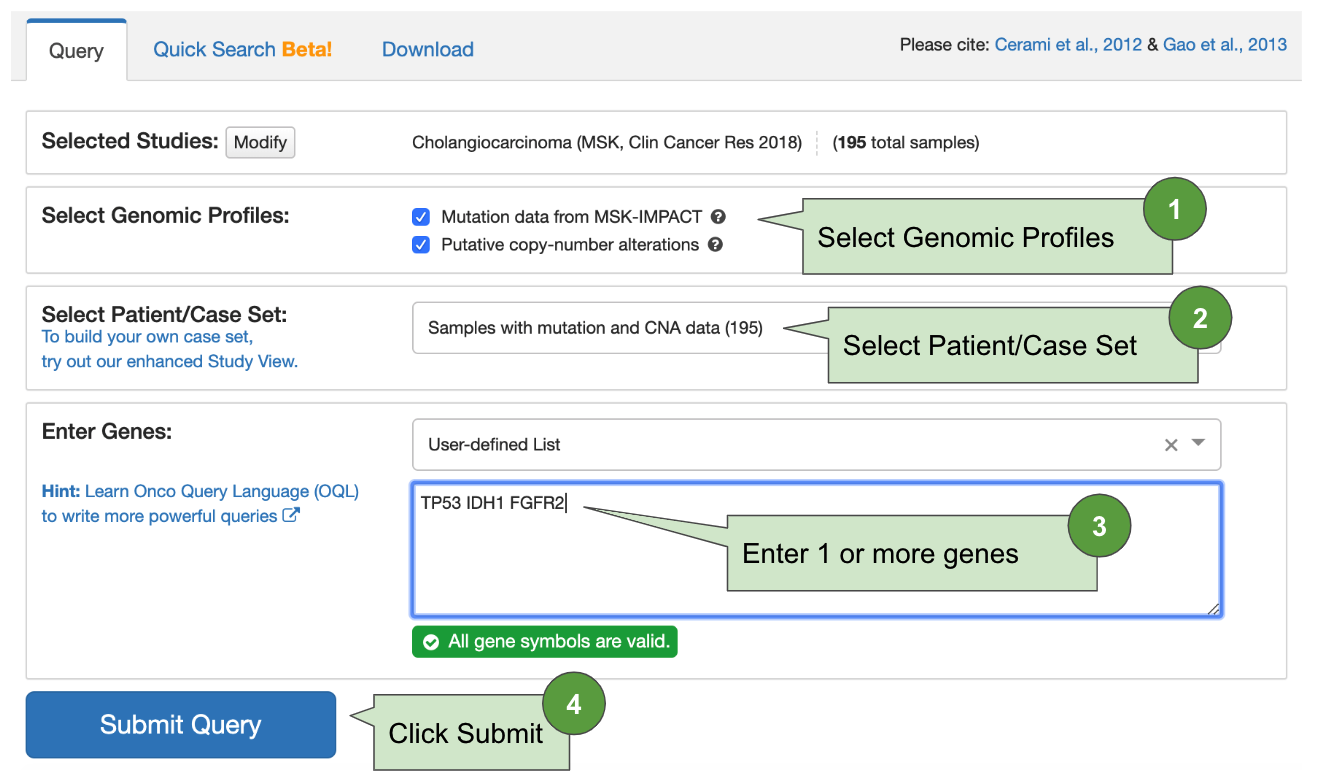 Query
Quick Search Beta!
Download
Please cite: Cerami et al., 2012 & Gao et al., 2013
Selected Studies: Modify
Cholangiocarcinoma (MSK, Clin Cancer Res 2018) (195 total samples)
Select Genomic Profiles:
Mutation data from MSK-IMPACT
Putative copy-number alterations
1
Select Genomic Profiles
Select Patient/Case Set:
To build your own case set,
try out our enhanced Study View.
Samples with mutation and CNA data (195)
2
Select Patient/Case Set
Enter Genes:
User-defined List
Hint: Learn Onco Query Language (OQL)
to write more powerful queries
TP53 IDH1 FGFR2
3
Enter 1 or more genes
All gene symbols are valid.
Submit Query
4
Click Submit